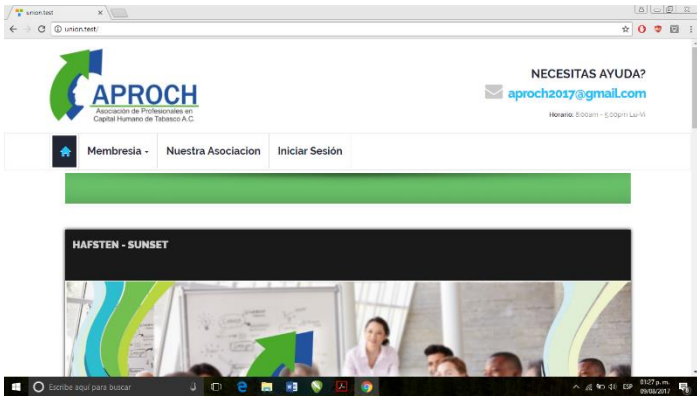 union.test
union.test/
APROCH
Asociación de Profesionales en
Capital Humano de Tabasco A.C.
NECESITAS AYUDA?
aproch2017@gmail.com
Horario: 8:00am - 5:00pm Lu-Vi
Membresia
Nuestra Asociacion
Iniciar Sesión
HAFSTEN - SUNSET
Escribe aquí para buscar
ESP
01:27 p. m.
09/08/2017